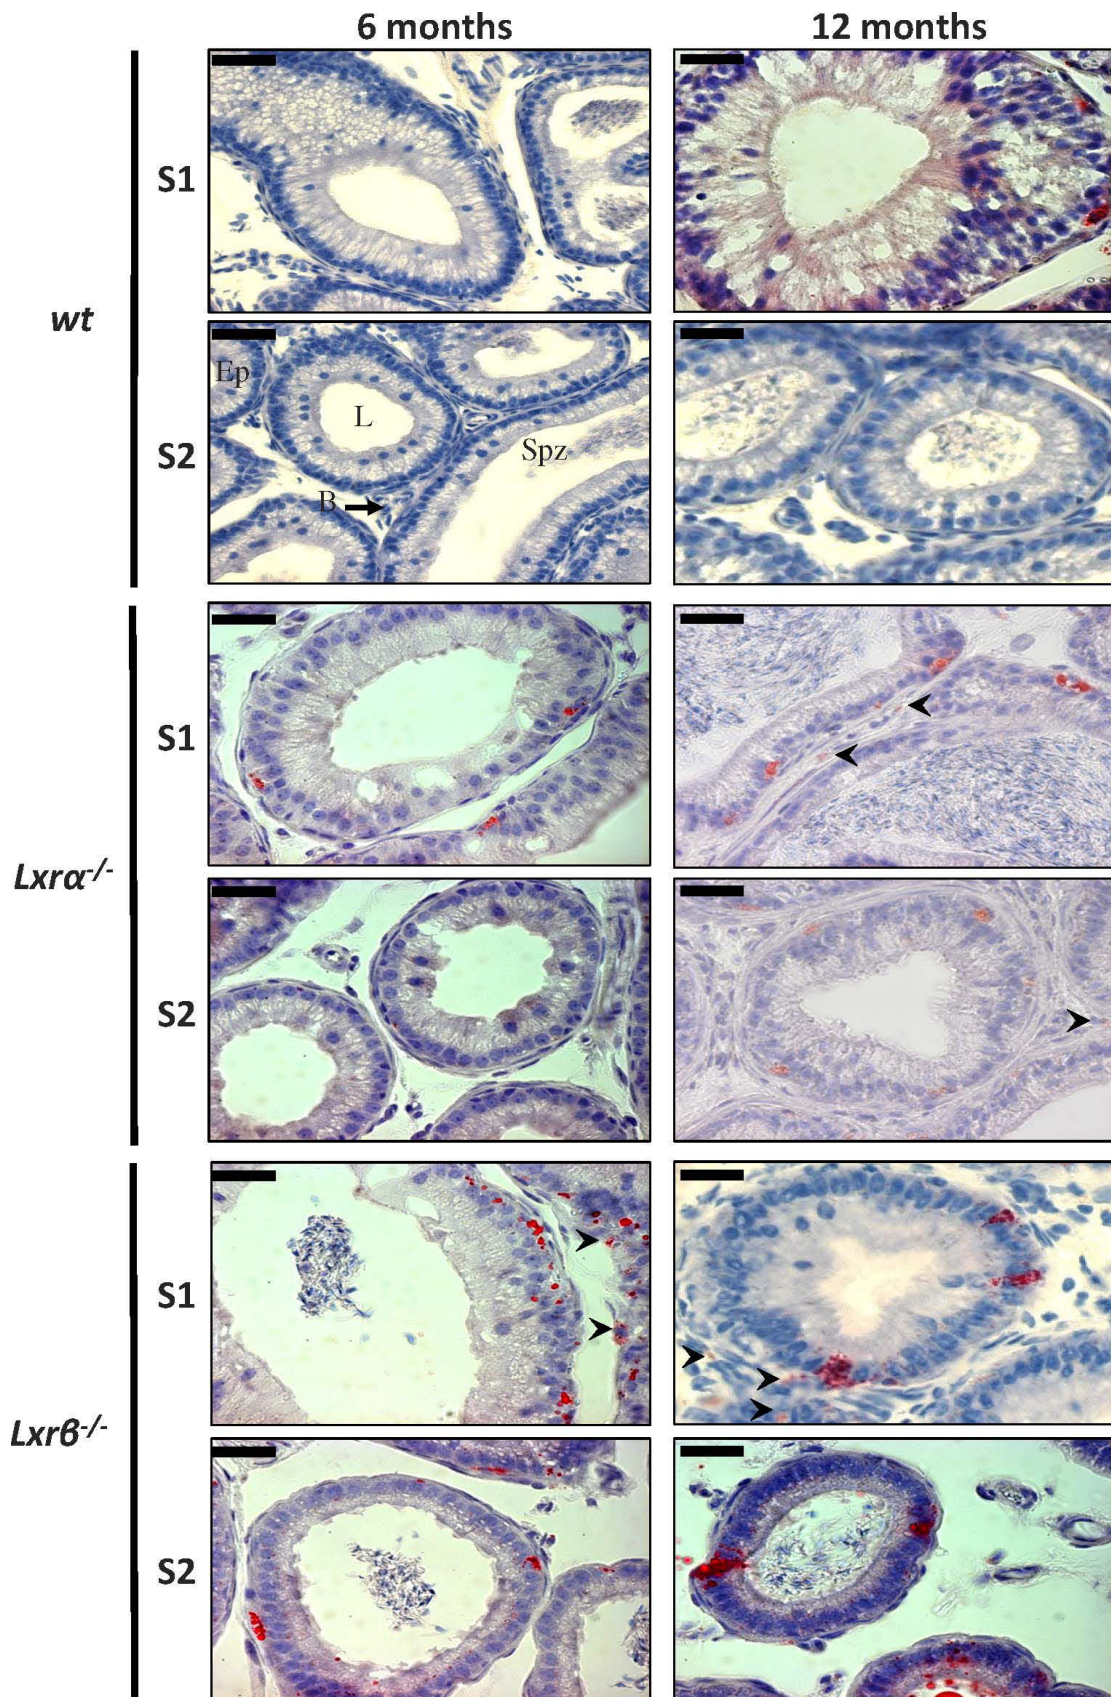 6 months 12 months
S1
wt
Ep
L
Spz
S2
B
S1
Lxrα-/-
S2
S1
Lxrβ-/-
S2